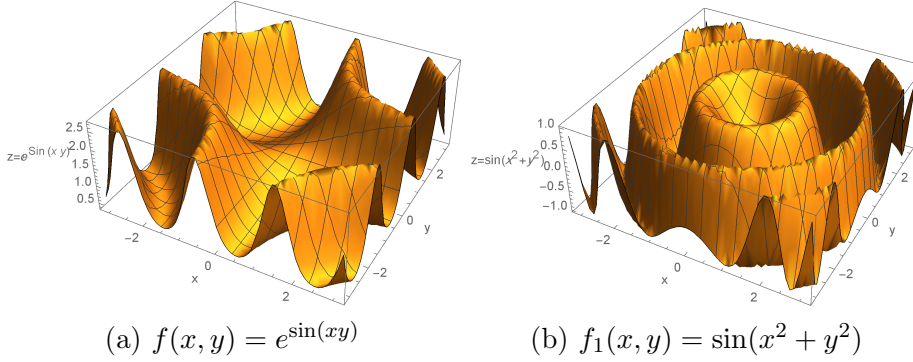 2.5
2.0
z=e^Sin (x y)
1.5
1.0
0.5
−2
0
2
x
−2
0
2
y
1.0
0.5
z=sin(x^2+y^2)
0.0
−0.5
−1.0
−2
0
2
x
−2
0
2
y
(a) f(x, y) = e^sin(xy)
(b) f₁(x, y) = sin(x² + y²)